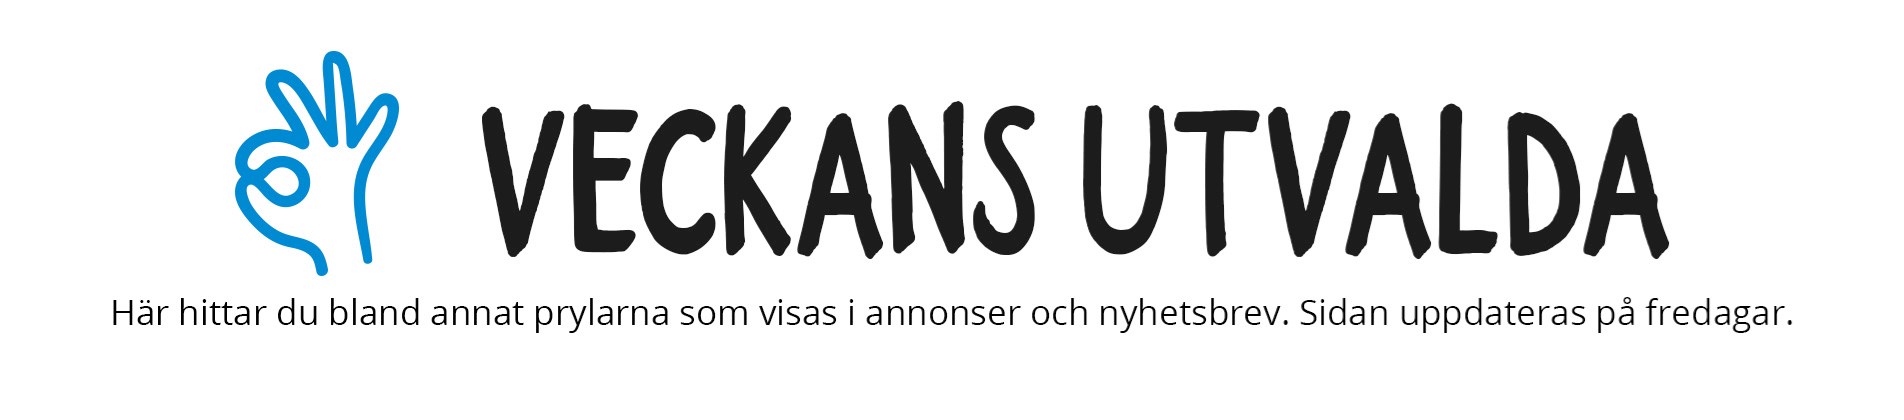 VECKANS UTVALDA
Här hittar du bland annat prylarna som visas i annonser och nyhetsbrev. Sidan uppdateras på fredagar.